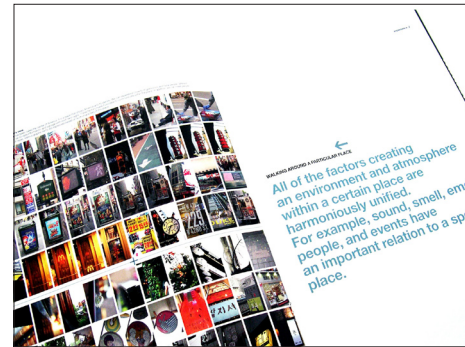 WALKING AROUND A PARTICULAR PLACE
All of the factors creating
an environment and atmosphere
within a certain place are
harmoniously unified.
For example, sound, smell,
people, and events have
an important relation to a
place.